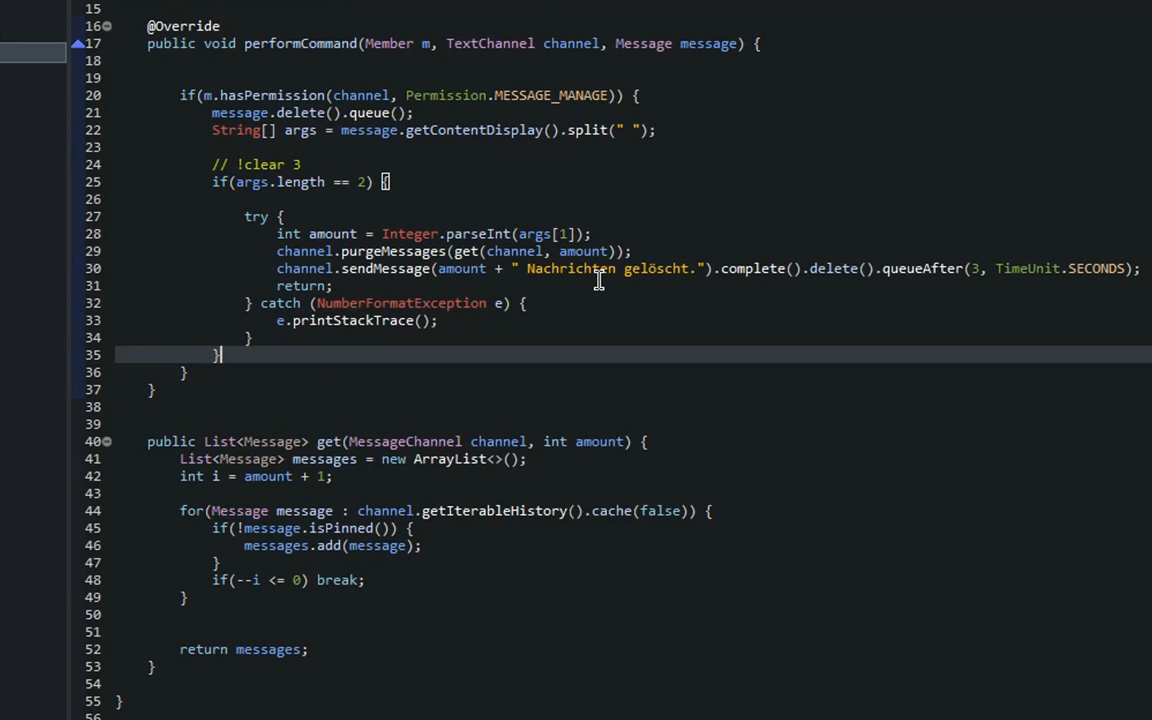 15
16 @Override
17 public void performCommand(Member m, TextChannel channel, Message message) {
18
19
20 if(m.hasPermission(channel, Permission.MESSAGE_MANAGE)) {
21 message.delete().queue();
22 String[] args = message.getContentDisplay().split(" ");
23
24 // !clear 3
25 if(args.length == 2) {
26
27 try {
28 int amount = Integer.parseInt(args[1]);
29 channel.purgeMessages(get(channel, amount));
30 channel.sendMessage(amount + " Nachrichten gelöscht.").complete().delete().queueAfter(3, TimeUnit.SECONDS);
31 return;
32 } catch (NumberFormatException e) {
33 e.printStackTrace();
34 }
35 }
36 }
37 }
38
39
40 public List<Message> get(MessageChannel channel, int amount) {
41 List<Message> messages = new ArrayList<>();
42 int i = amount + 1;
43
44 for(Message message : channel.getIterableHistory().cache(false)) {
45 if(!message.isPinned()) {
46 messages.add(message);
47 }
48 if(--i <= 0) break;
49 }
50
51
52 return messages;
53 }
54
55 }
56